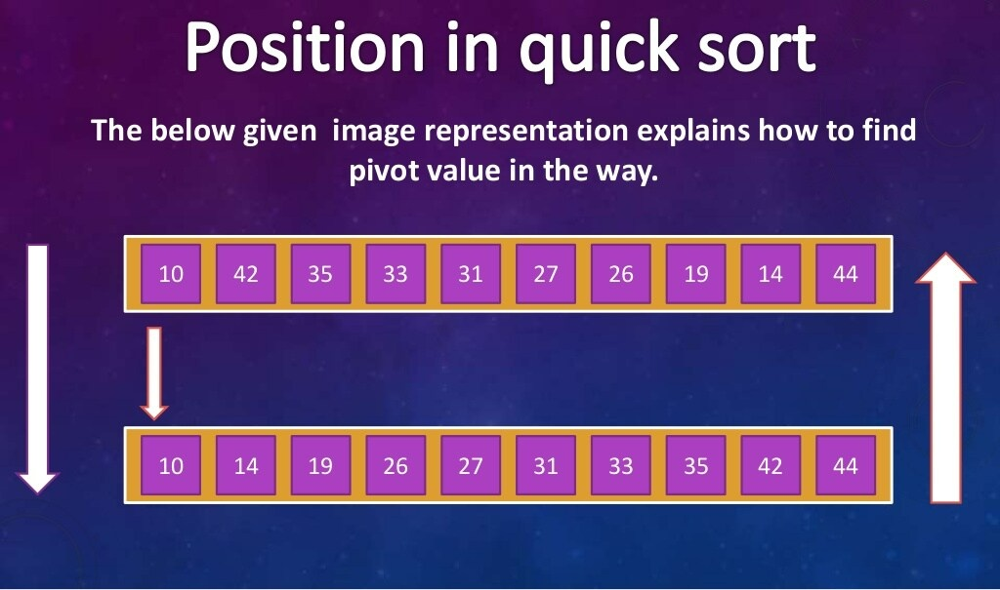 Position in quick sort
The below given image representation explains how to find
pivot value in the way.
10 42 35 33 31 27 26 19 14 44
10 14 19 26 27 31 33 35 42 44